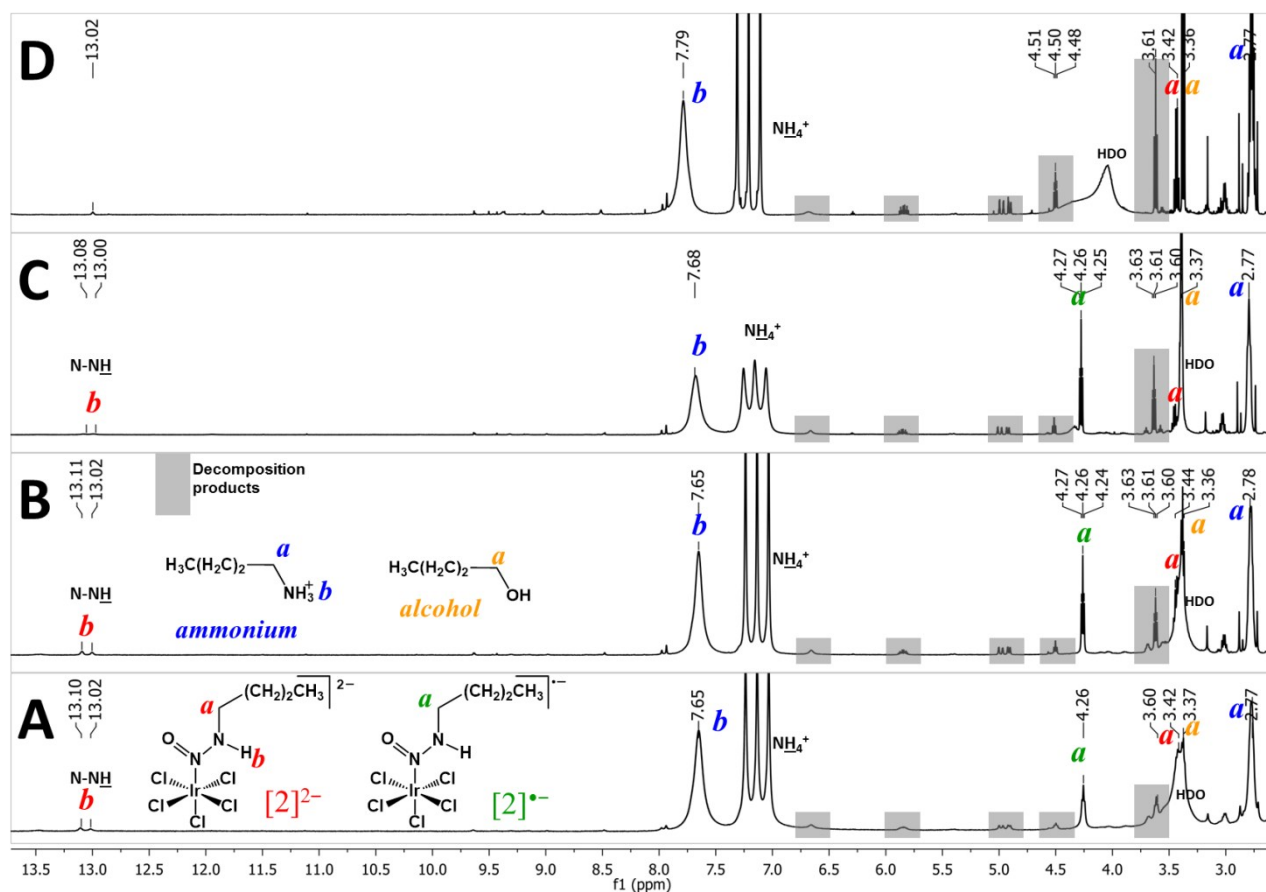 D
13.02
7.79
b
NH₄⁺
4.51
4.50
4.48
HDO
3.61
3.42
3.36
a
a
a
2.77
C
13.08
13.00
N-NH
b
7.68
b
NH₄⁺
4.27
4.26
4.25
a
3.63
3.61
3.60
3.37
a
a
HDO
a
2.77
B
13.11
13.02
N-NH
b
Decomposition
products
H₃C(H₂C)₂
a
NH₃⁺ b
ammonium
H₃C(H₂C)₂
a
OH
alcohol
7.65
b
NH₄⁺
4.27
4.26
4.24
a
3.63
3.61
3.60
3.44
3.36
a
a
HDO
a
2.78
A
13.10
13.02
N-NH
b
(CH₂)₂CH₃ 2−
a
O
N
N H
b
Cl
Cl
Ir
Cl
Cl
Cl
[2]²⁻
(CH₂)₂CH₃ •−
a
O
N
N H
Cl
Cl
Ir
Cl
Cl
Cl
[2]•⁻
7.65
b
NH₄⁺
4.26
a
3.60
3.42
3.37
a
a
HDO
a
2.77
13.5 13.0 12.5 12.0 11.5 11.0 10.5 10.0 9.5 9.0 8.5 8.0 7.5 7.0 6.5 6.0 5.5 5.0 4.5 4.0 3.5 3.0
f1 (ppm)